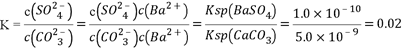 K = c(SO₄²⁻)/c(CO₃²⁻) = c(SO₄²⁻)c(Ba²⁺)/c(CO₃²⁻)c(Ba²⁺) = Ksp(BaSO₄)/Ksp(CaCO₃) = 1.0×10⁻¹⁰/5.0×10⁻⁹ = 0.02